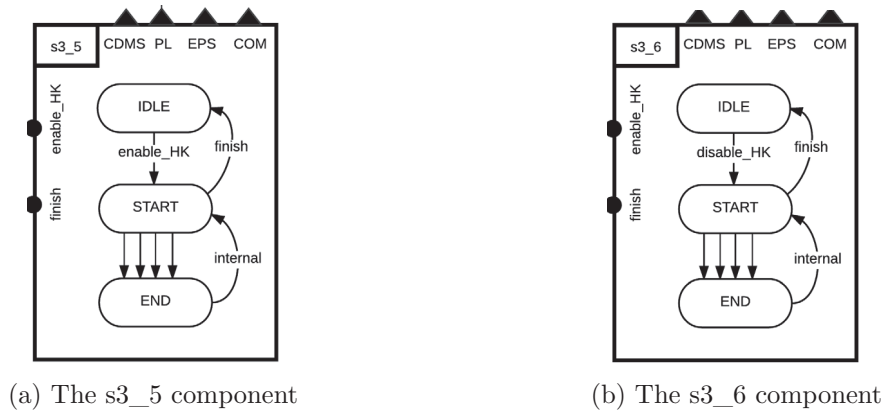 s3_5 CDMS PL EPS COM
enable_HK
finish
IDLE
enable_HK
finish
START
internal
END
(a) The s3_5 component
s3_6 CDMS PL EPS COM
enable_HK
finish
IDLE
disable_HK
finish
START
internal
END
(b) The s3_6 component